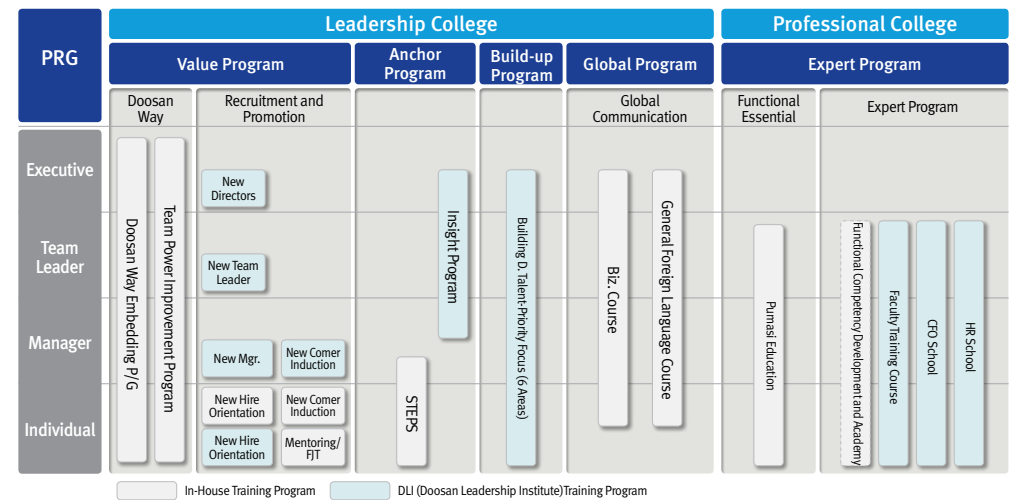 PRG
Leadership College
Professional College
Value Program
Anchor
Program
Build-up
Program
Global Program
Expert Program
Doosan
Way
Recruitment and
Promotion
Global
Communication
Functional
Essential
Expert Program
Executive
Team
Leader
Manager
Individual
Doosan Way Embedding P/G
Team Power Improvement Program
New
Directors
New Team
Leader
New Mgr.
New Comer
Induction
New Hire
Orientation
New Comer
Induction
New Hire
Orientation
Mentoring/
FJT
STEPS
Insight Program
Building D. Talent-Priority Focus (6 Areas)
Biz. Course
General Foreign Language Course
Pumasi Education
Functional Competency Development and Academy
Faculty Training Course
CFO School
HR School
In-House Training Program
DLI (Doosan Leadership Institute)Training Program